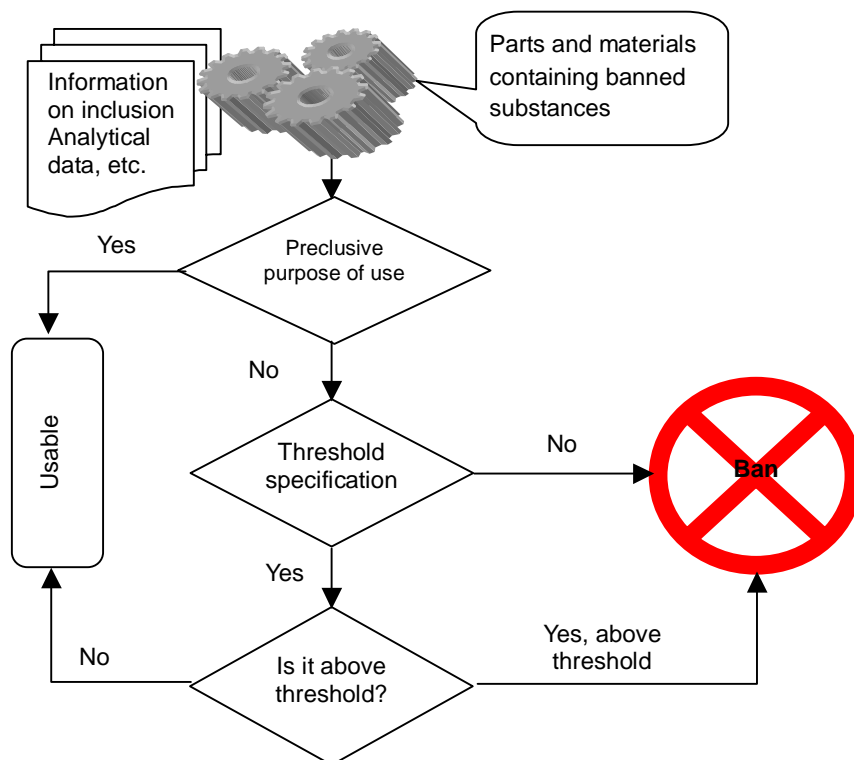 Information
on inclusion
Analytical
data, etc.
Parts and materials
containing banned
substances
Yes
Preclusive
purpose of use
No
Usable
Threshold
specification
No
Ban
Yes
No
Is it above
threshold?
Yes, above
threshold